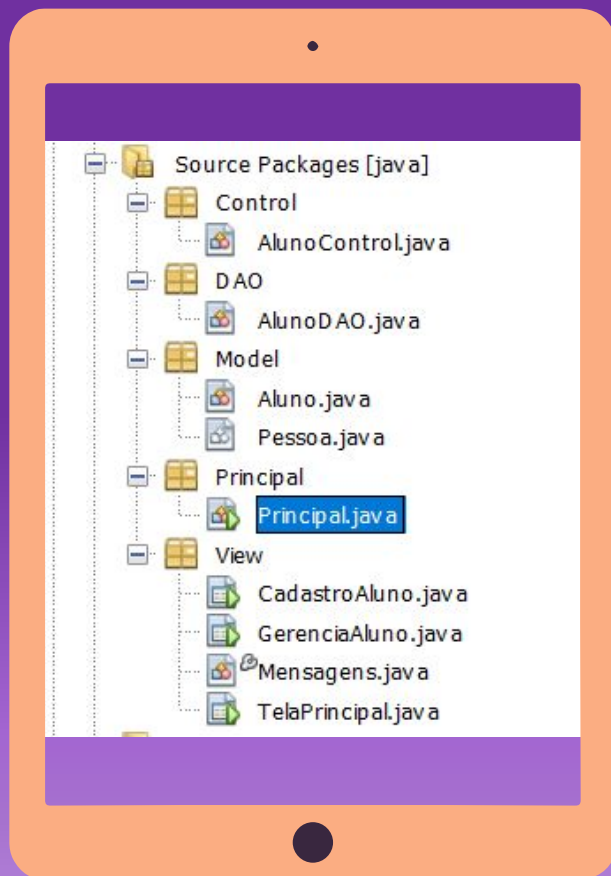 Source Packages [java]
Control
AlunoControl.java
DAO
AlunoDAO.java
Model
Aluno.java
Pessoa.java
Principal
Principal.java
View
CadastroAluno.java
GerenciaAluno.java
Mensagens.java
TelaPrincipal.java